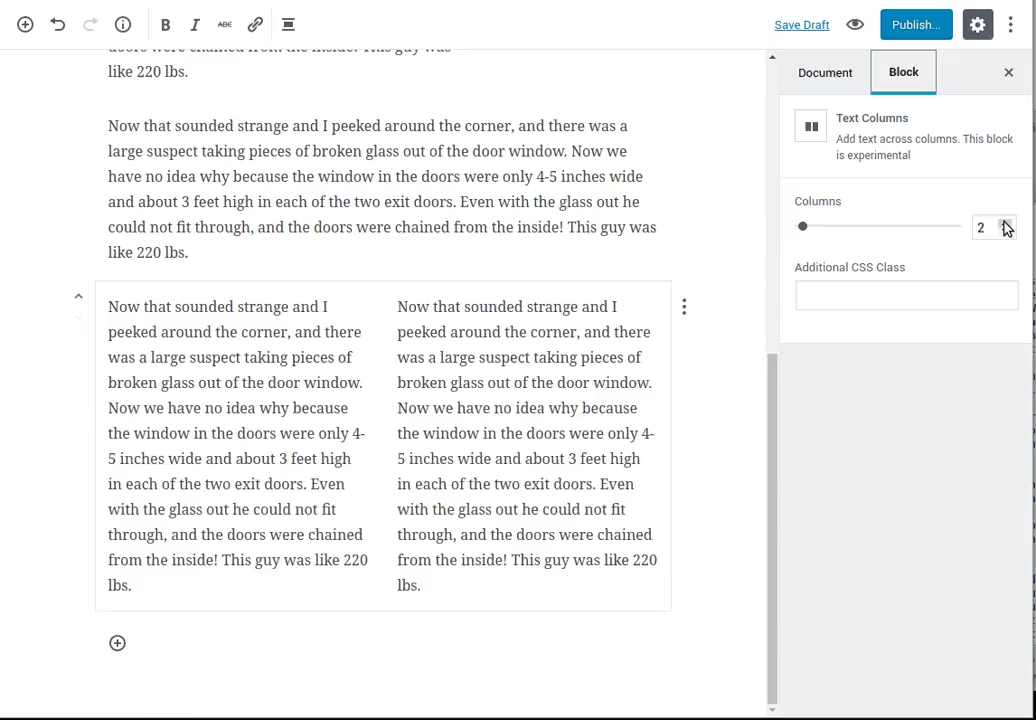 ABC
Save Draft
Publish...
doors were chained from the inside! This guy was
like 220 lbs.
Now that sounded strange and I peeked around the corner, and there was a
large suspect taking pieces of broken glass out of the door window. Now we
have no idea why because the window in the doors were only 4-5 inches wide
and about 3 feet high in each of the two exit doors. Even with the glass out he
could not fit through, and the doors were chained from the inside! This guy was
like 220 lbs.
Now that sounded strange and I
peeked around the corner, and there
was a large suspect taking pieces of
broken glass out of the door window.
Now we have no idea why because
the window in the doors were only 4-
5 inches wide and about 3 feet high
in each of the two exit doors. Even
with the glass out he could not fit
through, and the doors were chained
from the inside! This guy was like 220
lbs.
Now that sounded strange and I
peeked around the corner, and there
was a large suspect taking pieces of
broken glass out of the door window.
Now we have no idea why because
the window in the doors were only 4-
5 inches wide and about 3 feet high
in each of the two exit doors. Even
with the glass out he could not fit
through, and the doors were chained
from the inside! This guy was like 220
lbs.
Document
Block
Text Columns
Add text across columns. This block
is experimental
Columns
2
Additional CSS Class